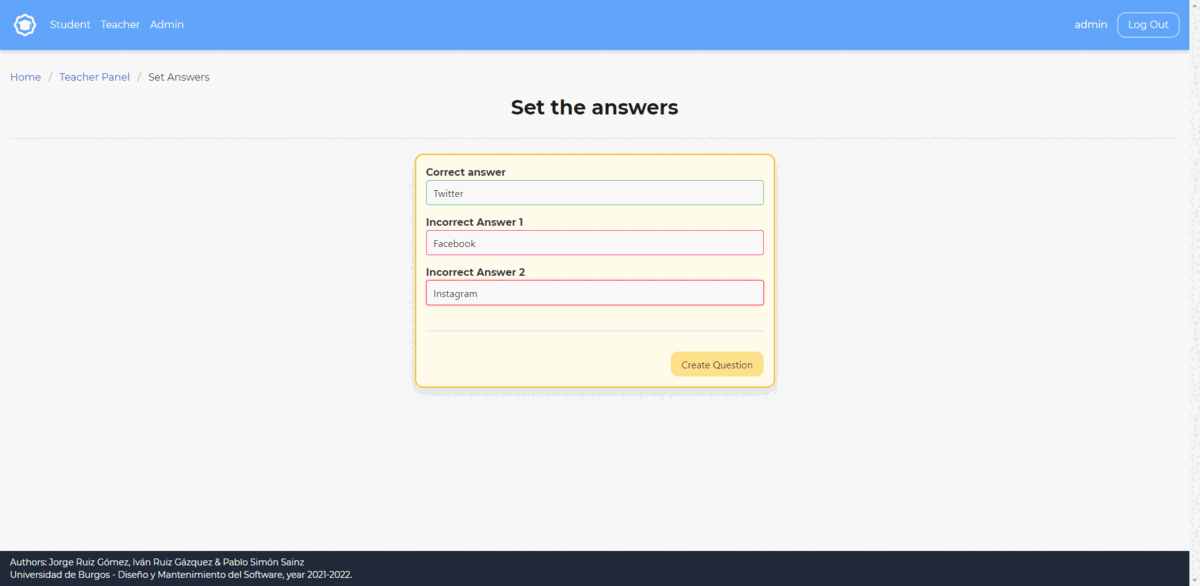 Student Teacher Admin admin Log Out
Home / Teacher Panel / Set Answers
Set the answers
Correct answer
Twitter
Incorrect Answer 1
Facebook
Incorrect Answer 2
Instagram
Create Question
Authors: Jorge Ruiz Gómez, Iván Ruiz Gázquez & Pablo Simón Sainz
Universidad de Burgos - Diseño y Mantenimiento del Software, year 2021-2022.